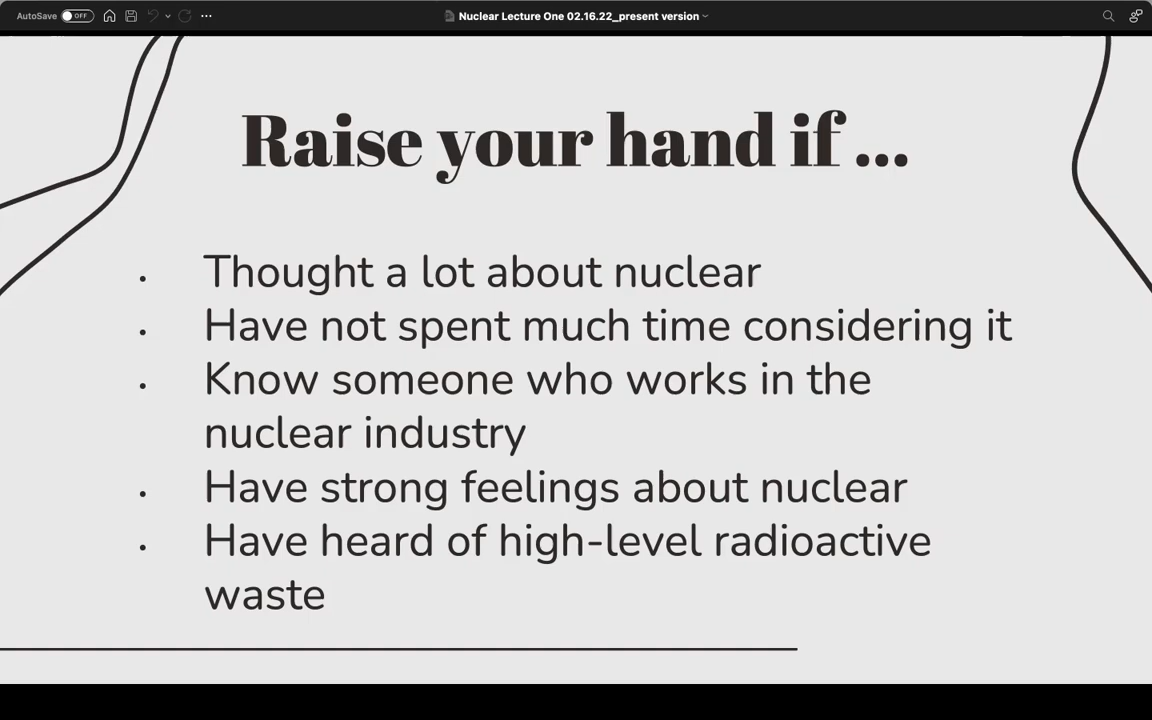 AutoSave OFF
Nuclear Lecture One 02.16.22_present version
Raise your hand if ...
• Thought a lot about nuclear
• Have not spent much time considering it
• Know someone who works in the
nuclear industry
• Have strong feelings about nuclear
• Have heard of high-level radioactive
waste